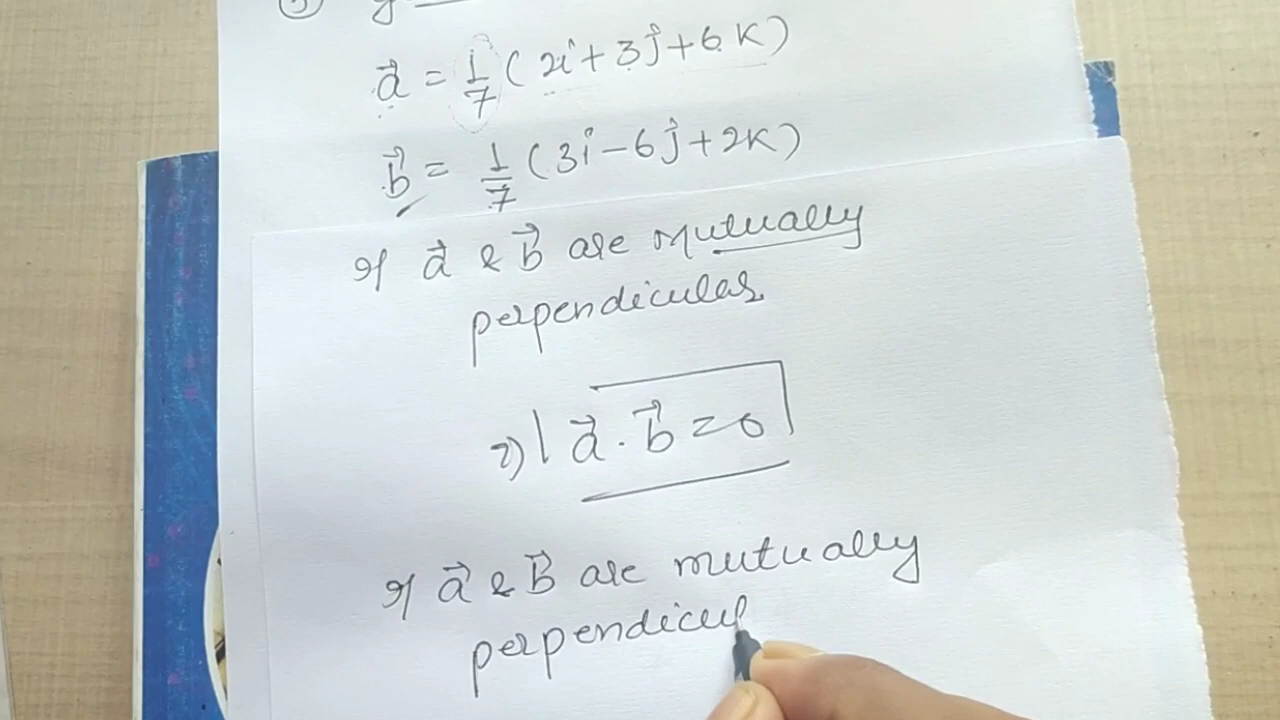 a⃗ = 1/7 (2i + 3j + 6K)
b⃗ = 1/7 (3i − 6j + 2K)
If a⃗ & b⃗ are mutually
perpendicular
a⃗ . b⃗ = 0
If a⃗ & b⃗ are mutually
perpendicul